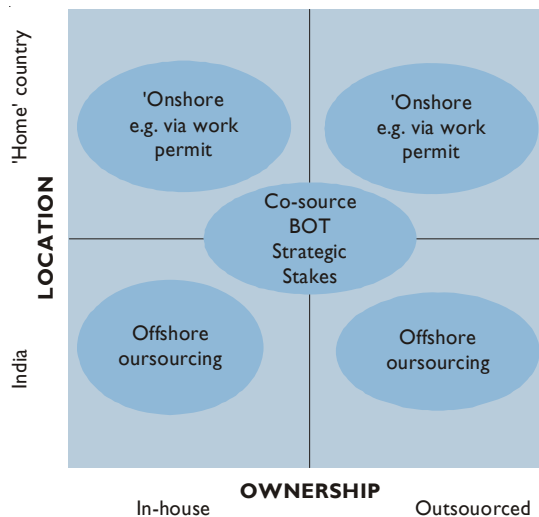 'Home' country
LOCATION
India
'Onshore
e.g. via work
permit
'Onshore
e.g. via work
permit
Co-source
BOT
Strategic
Stakes
Offshore
oursourcing
Offshore
oursourcing
OWNERSHIP
In-house
Outsouorced